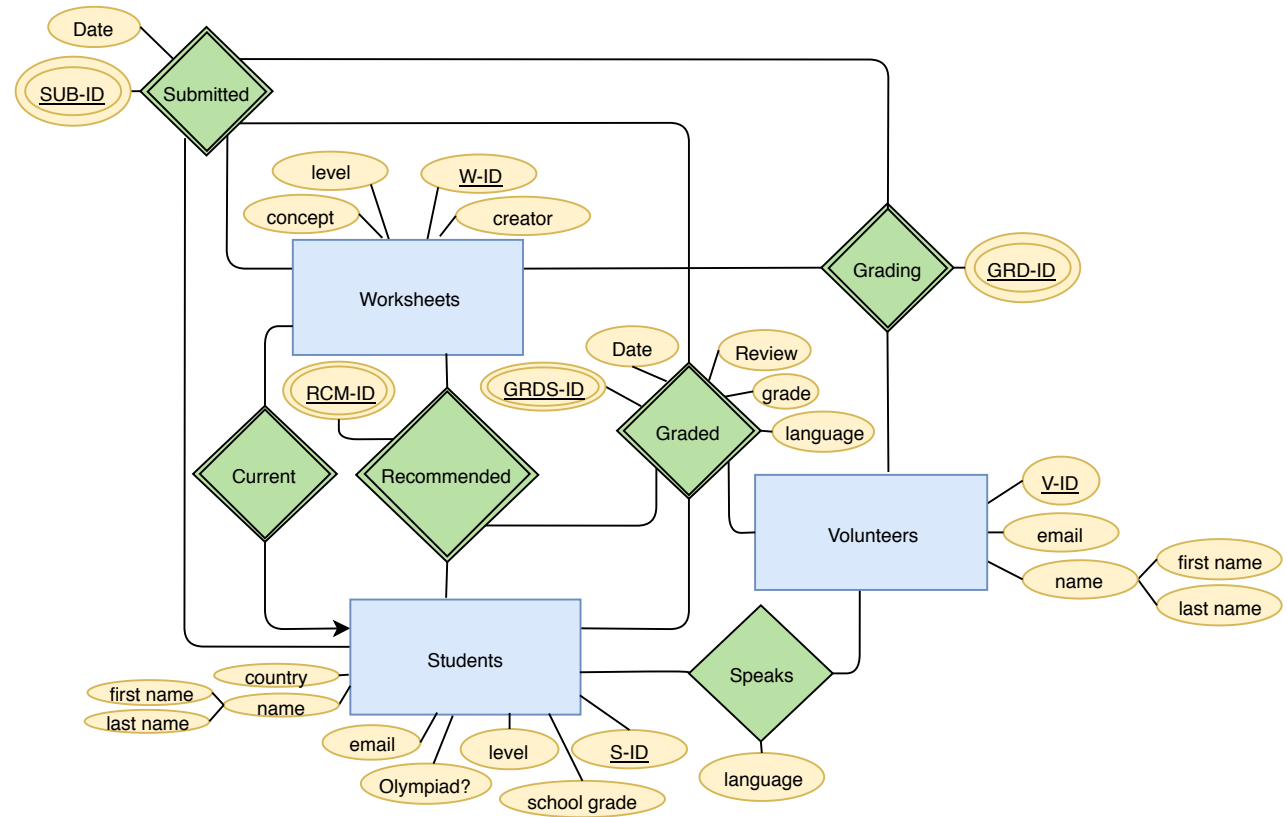 Date
SUB-ID
Submitted
level
W-ID
concept
creator
Worksheets
Grading
GRD-ID
Date
Review
RCM-ID
GRDS-ID
grade
Graded
language
Current
Recommended
V-ID
Volunteers
email
first name
name
last name
Students
Speaks
country
first name
name
last name
email
level
S-ID
Olympiad?
language
school grade